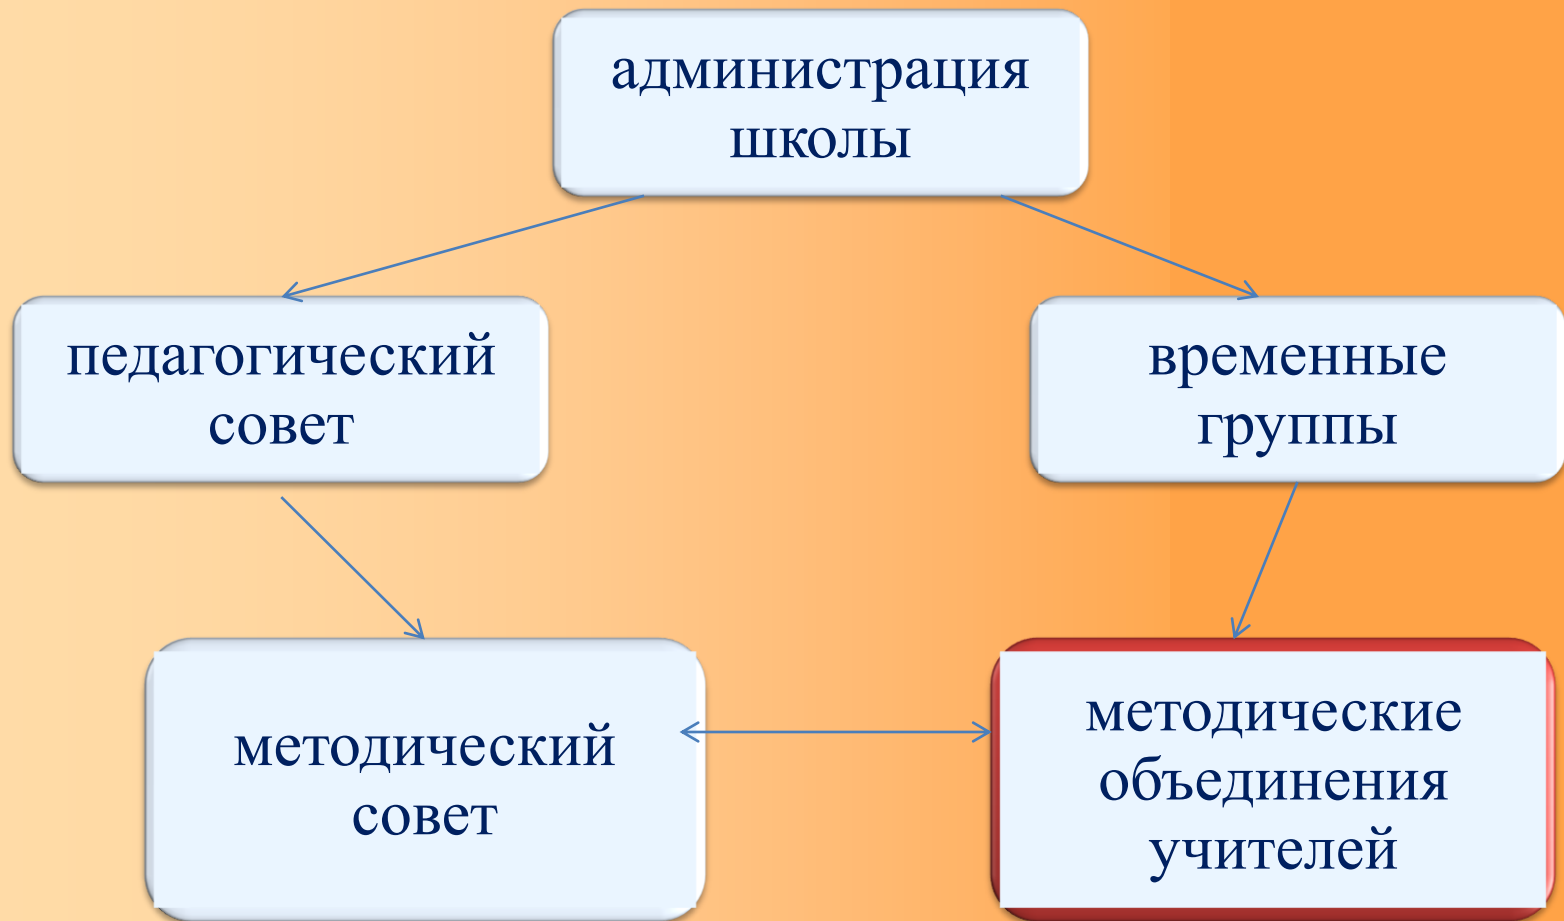 администрация
школы
педагогический
совет
временные
группы
методический
совет
методические
объединения
учителей